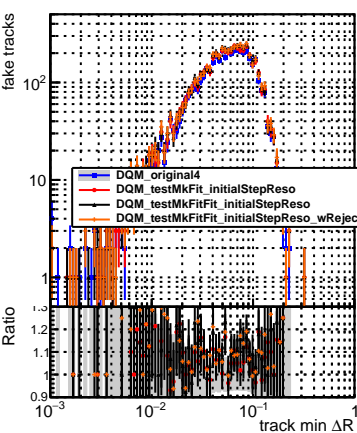 fake tracks
10²
10
1
DQM_original4
DQM_testMkFit_initialStepReso
DQM_testMkFitFit_initialStepReso
DQM_testMkFitFit_initialStepReso_wRejec
Ratio
1.3
1.2
1.1
1.0
0.9
10⁻³ 10⁻² 10⁻¹ 1
track min ΔR